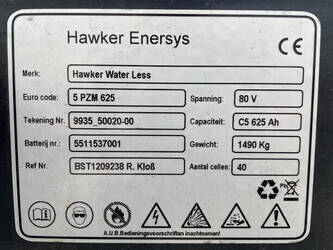 Hawker Enersys
CE
Merk: Hawker Water Less
Euro code: 5 PZM 625 Spanning: 80 V
Tekening Nr. 9935_50020-00 Capaciteit: C5 625 Ah
Batterij nr.: 5511537001 Gewicht: 1490 Kg
Ref Nr. BST1209238 R. Kloß Aantal cellen: 40
Pb
A.U.B.Bedieningsvoorschriften inachtnemen!